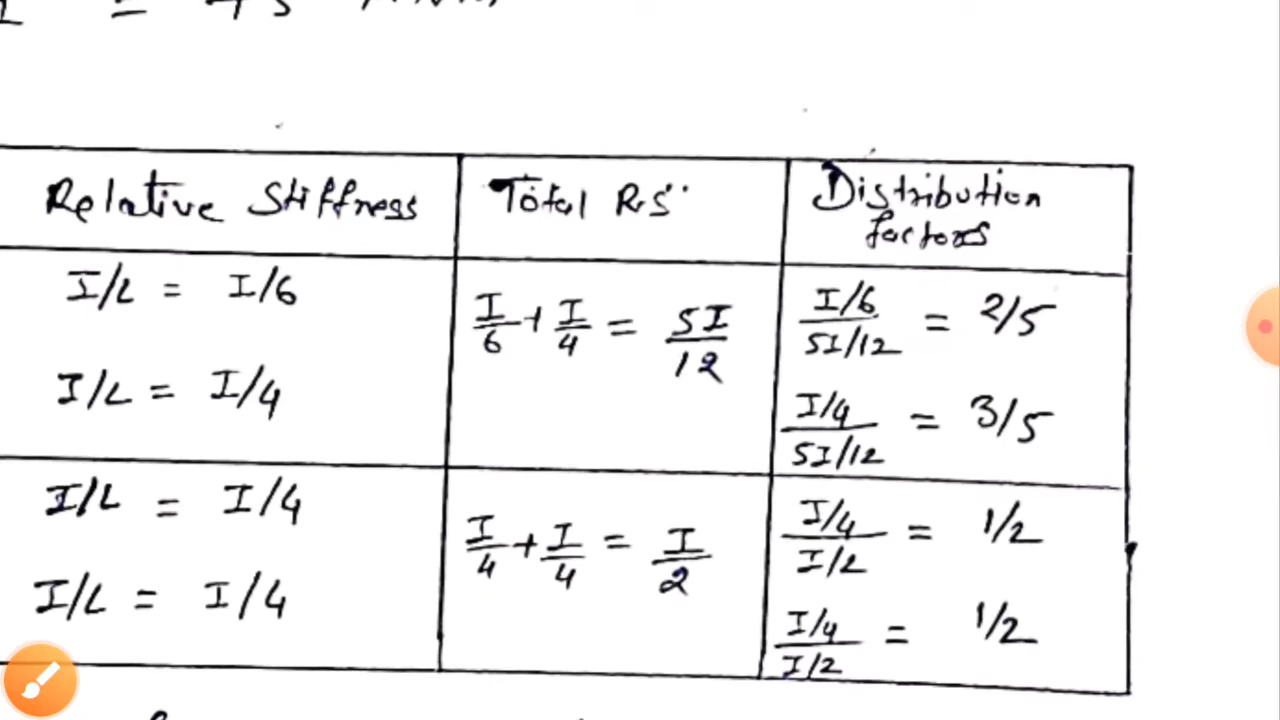 Relative Stiffness Total R.S Distribution
factors
I/L = I/6
I/6 + I/4 = 5I/12
I/6 / 5I/12 = 2/5
I/L = I/4
I/4 / 5I/12 = 3/5
I/L = I/4
I/4 + I/4 = I/2
I/4 / I/2 = 1/2
I/L = I/4
I/4 / I/2 = 1/2